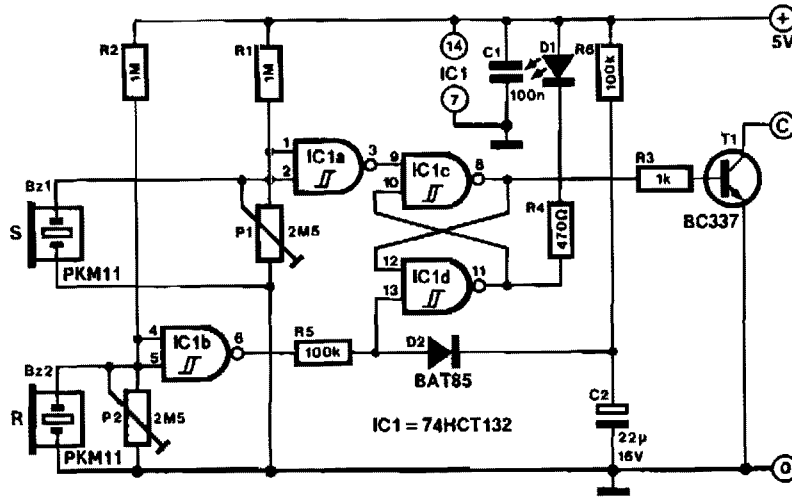 R2
1M
R1
1M
14
IC1
7
C1
100n
D1
R6
100k
+
5V
C
T1
BC337
R3
1k
1
2
IC1a
3
9
10
IC1c
8
Bz1
S
PKM11
P1
2M5
R4
470Ω
12
13
IC1d
11
4
5
IC1b
6
R5
100k
D2
BAT85
Bz2
R
PKM11
P2
2M5
IC1 = 74HCT132
C2
22µ
16V
0